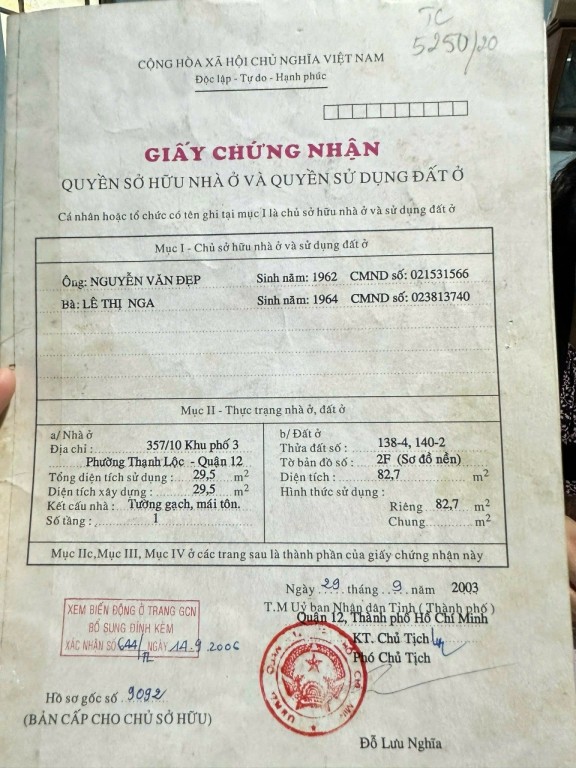 TC
5250/20
CỘNG HÒA XÃ HỘI CHỦ NGHĨA VIỆT NAM
Độc lập - Tự do - Hạnh phúc
GIẤY CHỨNG NHẬN
QUYỀN SỞ HỮU NHÀ Ở VÀ QUYỀN SỬ DỤNG ĐẤT Ở
Cá nhân hoặc tổ chức có tên ghi tại mục I là chủ sở hữu nhà ở và sử dụng đất ở
Mục I - Chủ sở hữu nhà ở và sử dụng đất ở
Ông: NGUYỄN VĂN ĐẸP Sinh năm: 1962 CMND số: 021531566
Bà: LÊ THỊ NGA Sinh năm: 1964 CMND số: 023813740
Mục II - Thực trạng nhà ở, đất ở
a/ Nhà ở
Địa chỉ : 357/10 Khu phố 3
Phường Thạnh Lộc - Quận 12
Tổng diện tích sử dụng : 29,5 m2
Diện tích xây dựng : 29,5 m2
Kết cấu nhà : Tường gạch, mái tôn.
Số tầng : 1
b/ Đất ở
Thửa đất số: 138-4, 140-2
Tờ bản đồ số: 2F (Sơ đồ nền)
Diện tích : 82,7 m2
Hình thức sử dụng :
Riêng 82,7 m2
Chung m2
Mục IIc, Mục III, Mục IV ở các trang sau là thành phần của giấy chứng nhận này
Ngày 29 tháng 9 năm 2003
T.M Uỷ ban Nhân dân Tỉnh ( Thành phố )
Quận 12, Thành phố Hồ Chí Minh
KT. Chủ Tịch
Phó Chủ Tịch
XEM BIẾN ĐỘNG Ở TRANG GCN
BỔ SUNG ĐÍNH KÈM
XÁC NHẬN SỐ NGÀY 14.9.2006
Hồ sơ gốc số 9092
(BẢN CẤP CHO CHỦ SỞ HỮU)
Đỗ Lưu Nghĩa